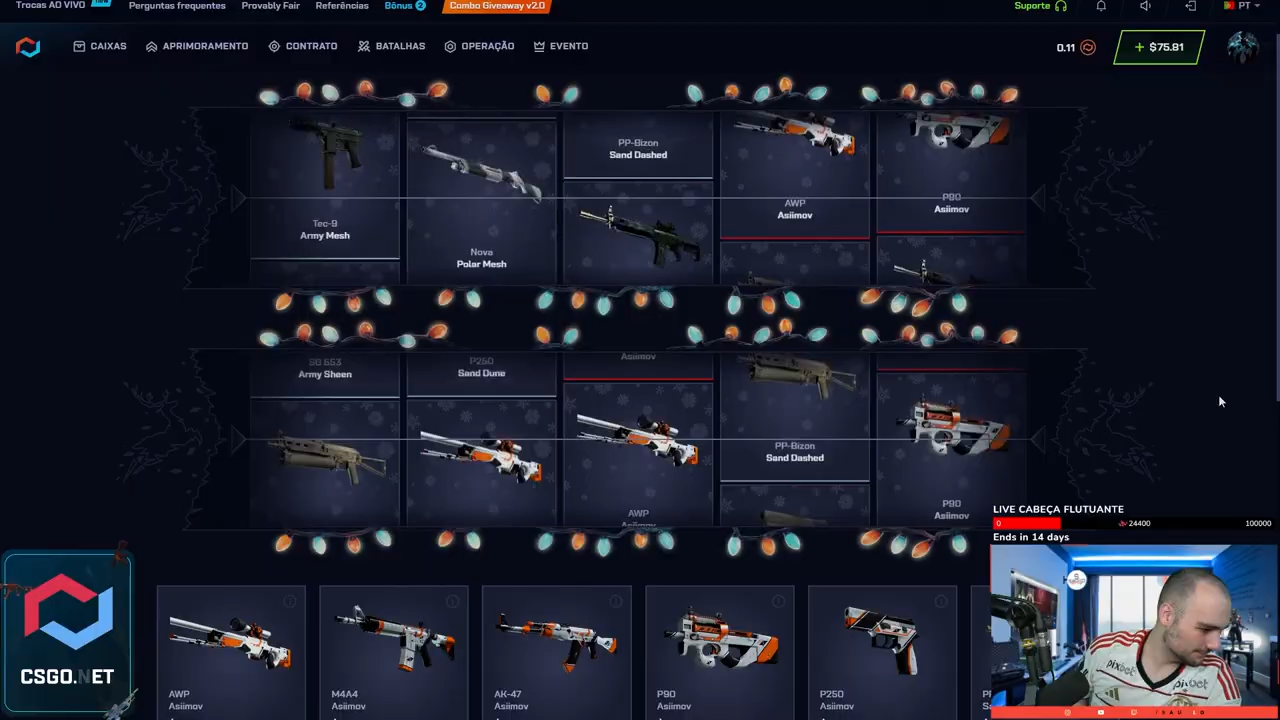 Trocas AO VIVO
Perguntas frequentes
Provably Fair
Referências
Bônus 2
Combo Giveaway v2.0
Suporte
PT
CAIXAS
APRIMORAMENTO
CONTRATO
BATALHAS
OPERAÇÃO
EVENTO
0.11
+ $75.81
Tec-9
Army Mesh
Nova
Polar Mesh
PP-Bizon
Sand Dashed
AWP
Asiimov
P90
Asiimov
SG 553
Army Sheen
P250
Sand Dune
Asiimov
AWP
Asiimov
PP-Bizon
Sand Dashed
P90
Asiimov
LIVE CABEÇA FLUTUANTE
0
24400
100000
Ends in 14 days
CSGO.NET
AWP
Asiimov
M4A4
Asiimov
AK-47
Asiimov
P90
Asiimov
P250
Asiimov
pixbet
pixbet